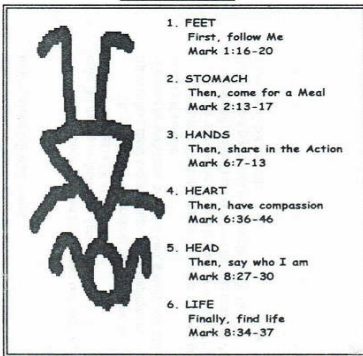 1. FEET
First, follow Me
Mark 1:16-20
2. STOMACH
Then, come for a Meal
Mark 2:13-17
3. HANDS
Then, share in the Action
Mark 6:7-13
4. HEART
Then, have compassion
Mark 6:36-46
5. HEAD
Then, say who I am
Mark 8:27-30
6. LIFE
Finally, find life
Mark 8:34-37